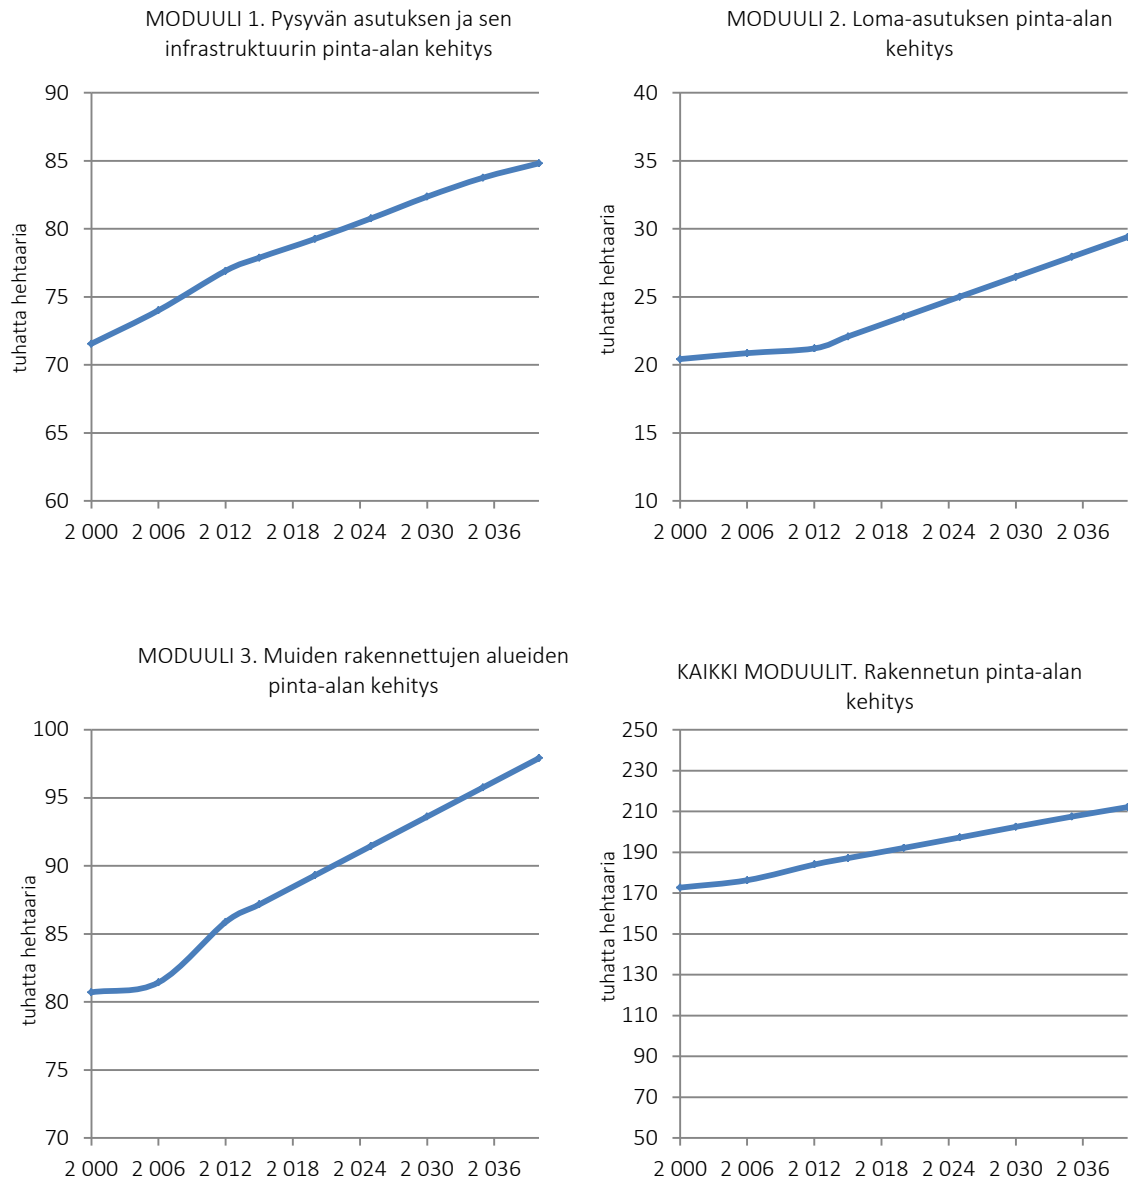 MODUULI 1. Pysyvän asutuksen ja sen
infrastruktuurin pinta-alan kehitys
90
85
80
75
70
65
60
tuhatta hehtaaria
2 000 2 006 2 012 2 018 2 024 2 030 2 036
MODUULI 2. Loma-asutuksen pinta-alan
kehitys
40
35
30
25
20
15
10
tuhatta hehtaaria
2 000 2 006 2 012 2 018 2 024 2 030 2 036
MODUULI 3. Muiden rakennettujen alueiden
pinta-alan kehitys
100
95
90
85
80
75
70
tuhatta hehtaaria
2 000 2 006 2 012 2 018 2 024 2 030 2 036
KAIKKI MODUULIT. Rakennetun pinta-alan
kehitys
250
230
210
190
170
150
130
110
90
70
50
tuhatta hehtaaria
2 000 2 006 2 012 2 018 2 024 2 030 2 036